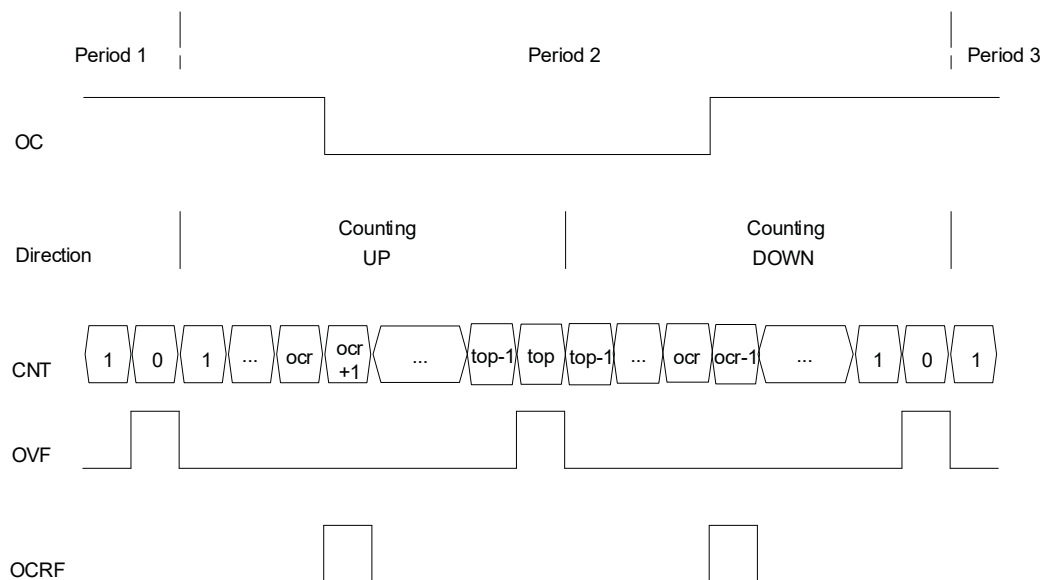 Period 1 Period 2 Period 3
OC
Counting Counting
Direction UP DOWN
CNT 1 0 1 ... ocr ocr +1 ... top-1 top top-1 ... ocr ocr-1 ... 1 0 1
OVF
OCRF